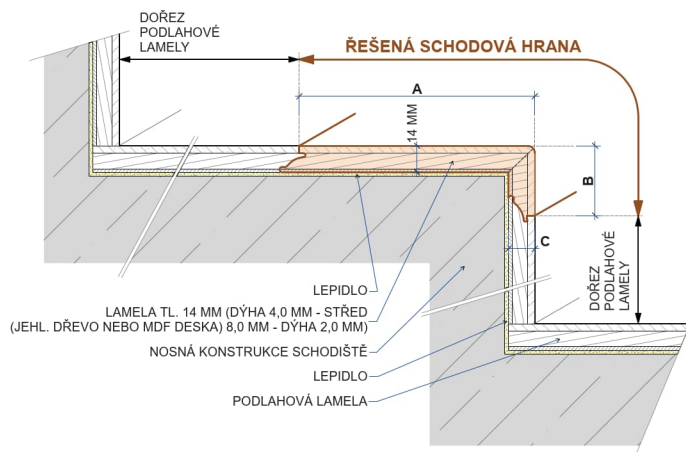 DOŘEZ
PODLAHOVÉ
LAMELY
ŘEŠENÁ SCHODOVÁ HRANA
A
14 MM
B
C
DOŘEZ
PODLAHOVÉ
LAMELY
LEPIDLO
LAMELA TL. 14 MM (DÝHA 4,0 MM - STŘED
(JEHL. DŘEVO NEBO MDF DESKA) 8,0 MM - DÝHA 2,0 MM)
NOSNÁ KONSTRUKCE SCHODIŠTĚ
LEPIDLO
PODLAHOVÁ LAMELA